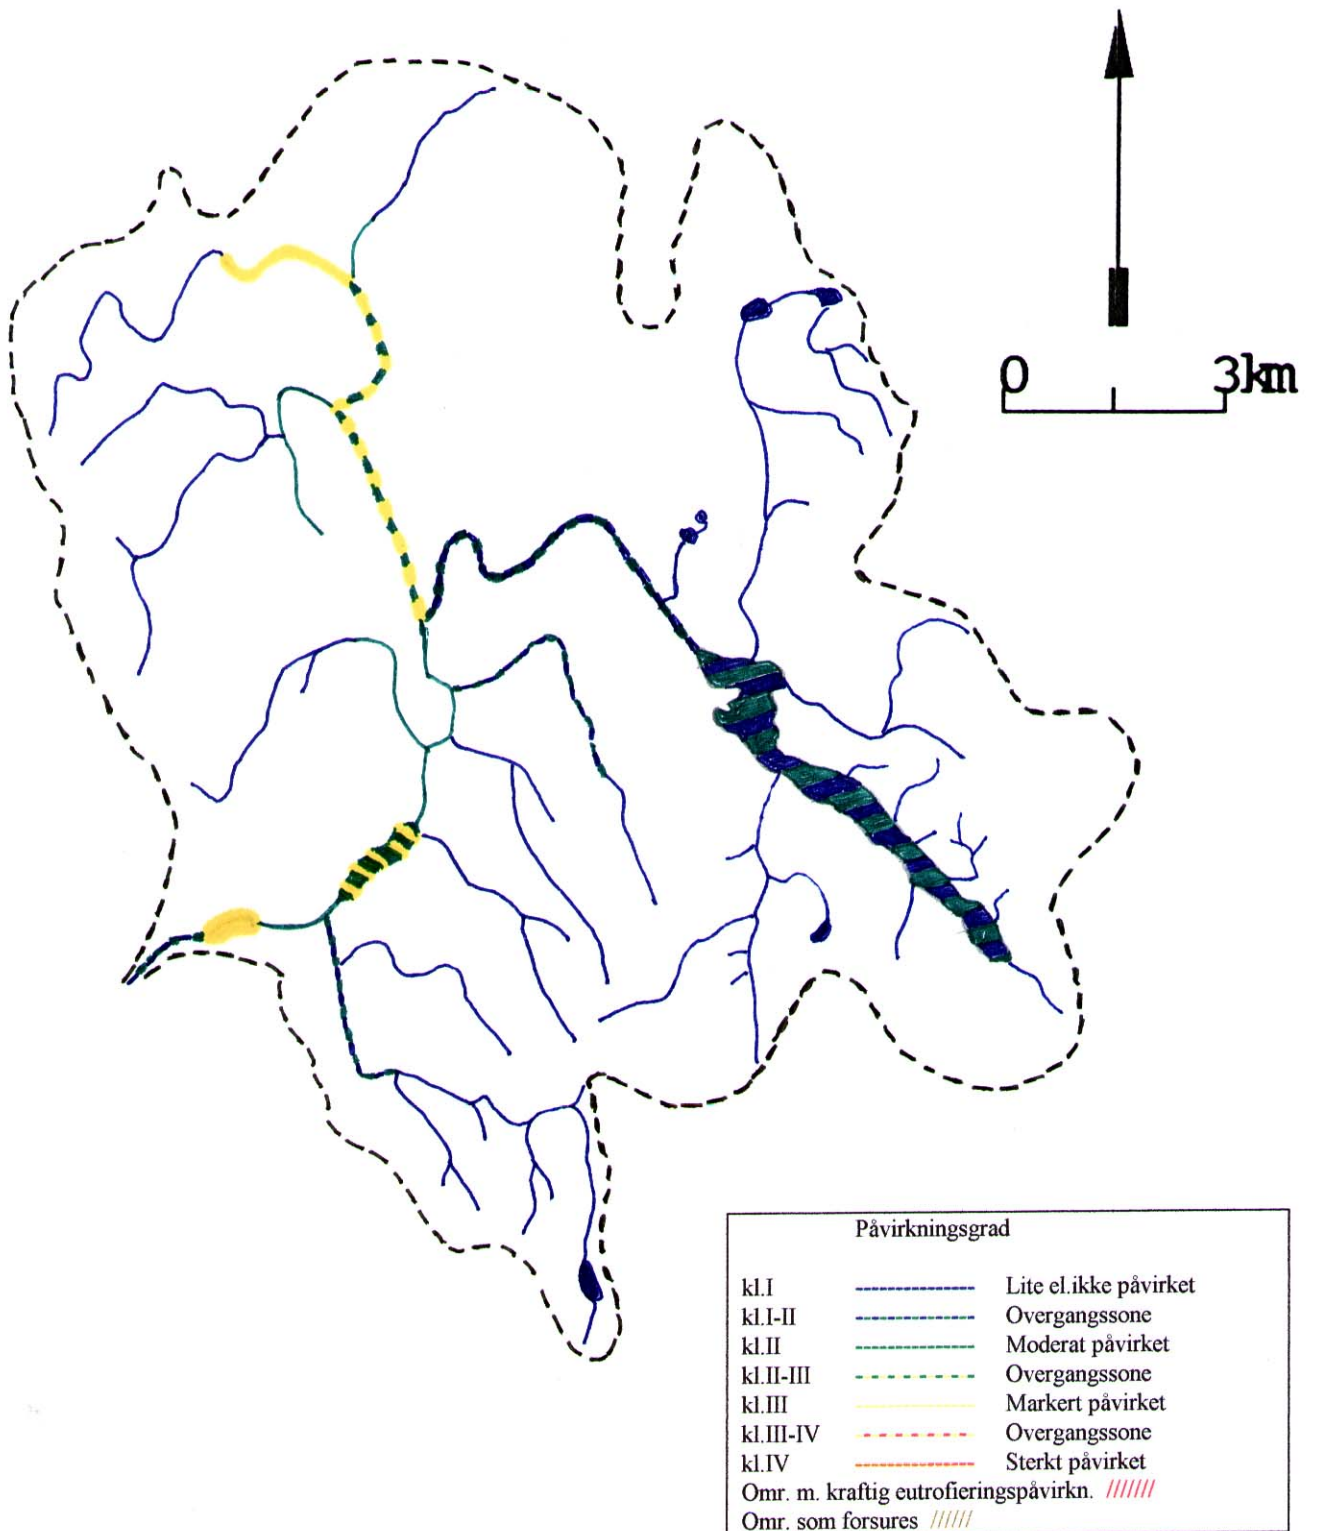 0 3km
Påvirkningsgrad
kl.I Lite el.ikke påvirket
kl.I-II Overgangssone
kl.II Moderat påvirket
kl.II-III Overgangssone
kl.III Markert påvirket
kl.III-IV Overgangssone
kl.IV Sterkt påvirket
Omr. m. kraftig eutrofieringspåvirkn. ///////
Omr. som forsures //////